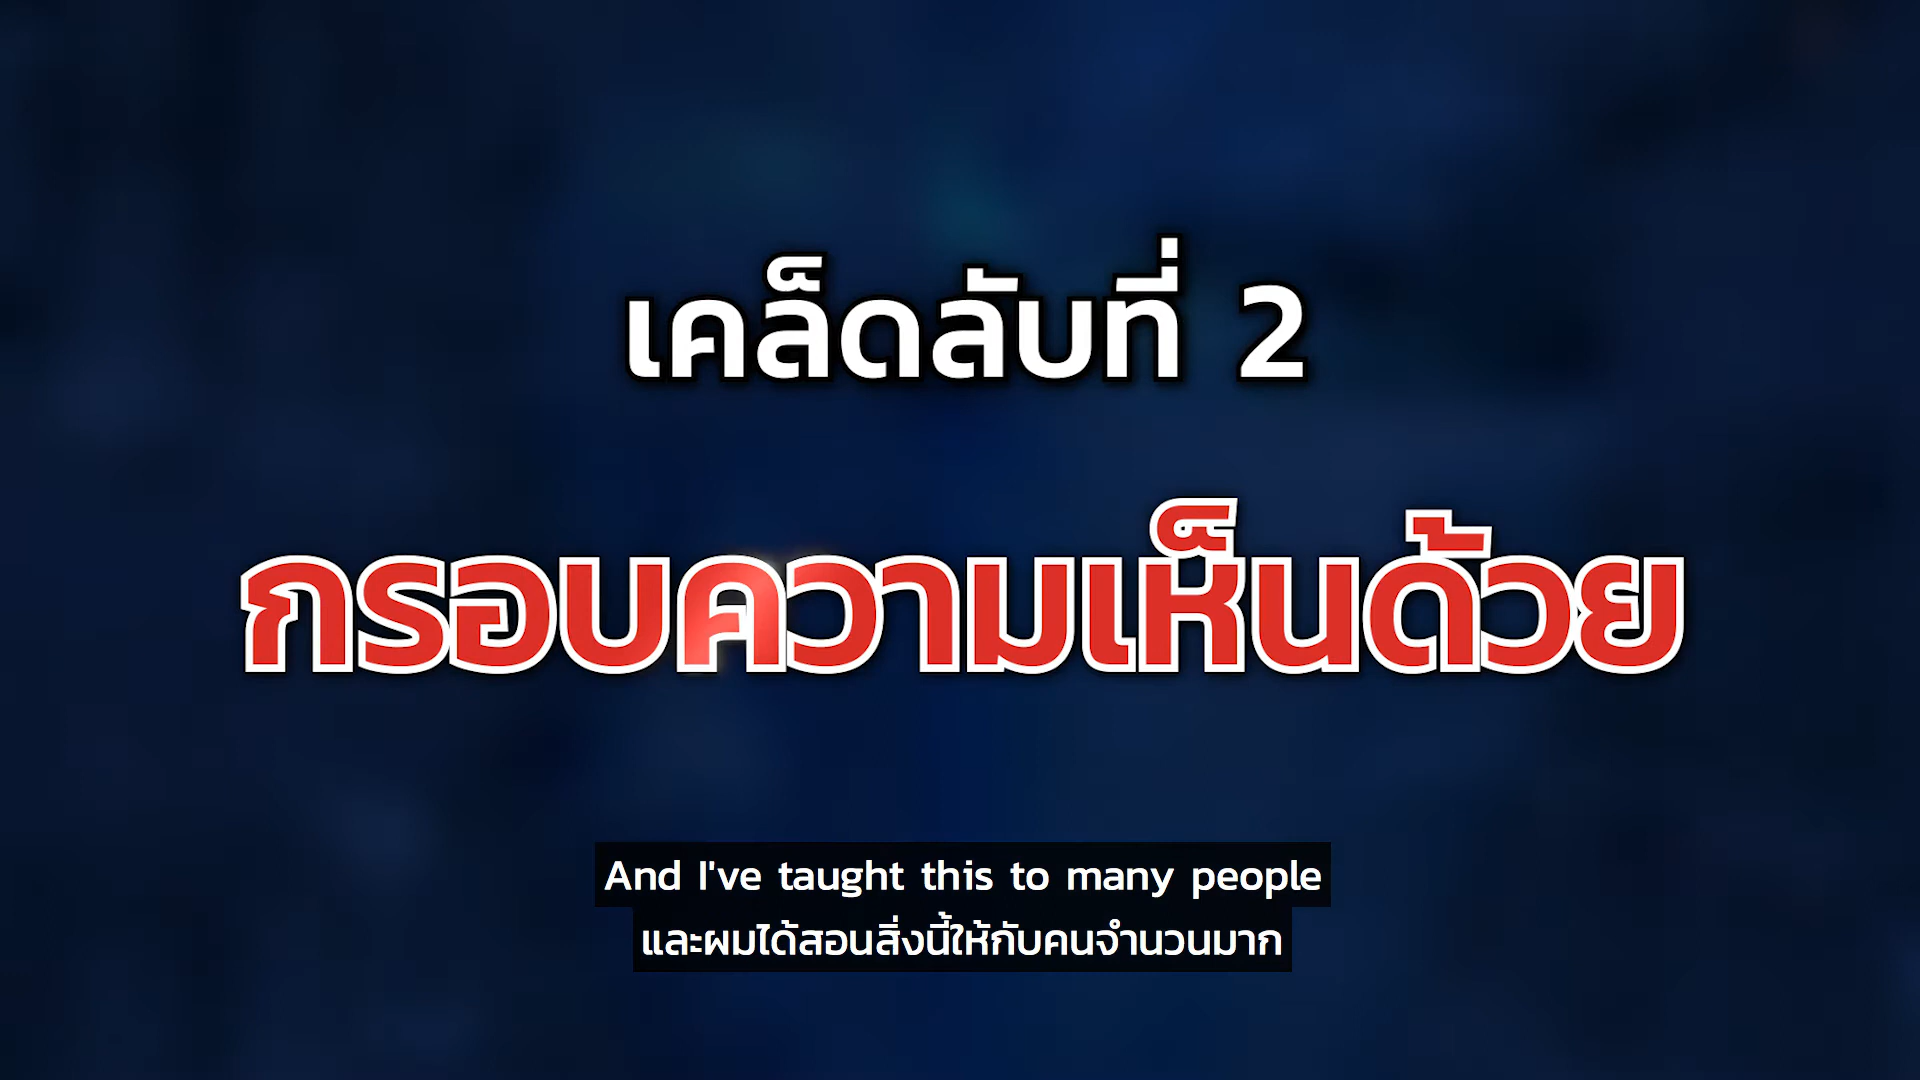 เคล็ดลับที่ 2
กรอบความเห็นด้วย
And I've taught this to many people
และผมได้สอนสิ่งนี้ให้กับคนจำนวนมาก